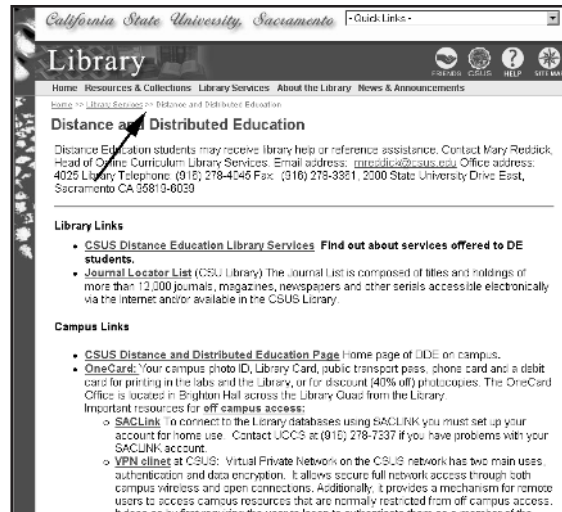 California State University, Sacramento
- Quick Links -
Library
FRIENDS CSUS HELP SITE MAP
Home Resources & Collections Library Services About the Library News & Announcements
Home >> Library Services >> Distance and Distributed Education
Distance and Distributed Education
Distance Education students may receive library help or reference assistance. Contact Mary Reddick,
Head of Online Curriculum Library Services. Email address: mreddick@csus.edu Office address:
4025 Library Telephone: (916) 278-4045 Fax: (916) 278-3361, 2000 State University Drive East,
Sacramento CA 95819-6039
Library Links
• CSUS Distance Education Library Services Find out about services offered to DE
students.
• Journal Locator List (CSU Library) The Journal List is composed of titles and holdings of
more than 12,000 journals, magazines, newspapers and other serials accessible electronically
via the Internet and/or available in the CSUS Library.
Campus Links
• CSUS Distance and Distributed Education Page Home page of DDE on campus.
• OneCard: Your campus photo ID, Library Card, public transport pass, phone card and a debit
card for printing in the labs and the Library, or for discount (40% off) photocopies. The OneCard
Office is located in Brighton Hall across the Library Quad from the Library.
Important resources for off campus access:
○ SACLink To connect to the Library databases using SACLINK you must set up your
account for home use. Contact UCCS at (916) 278-7337 if you have problems with your
SACLINK account.
○ VPN clinet at CSUS: Virtual Private Network on the CSUS network has two main uses,
authentication and data encryption. It allows secure full network access through both
campus wireless and open connections. Additionally, it provides a mechanism for remote
users to access campus resources that are normally restricted from off campus access.